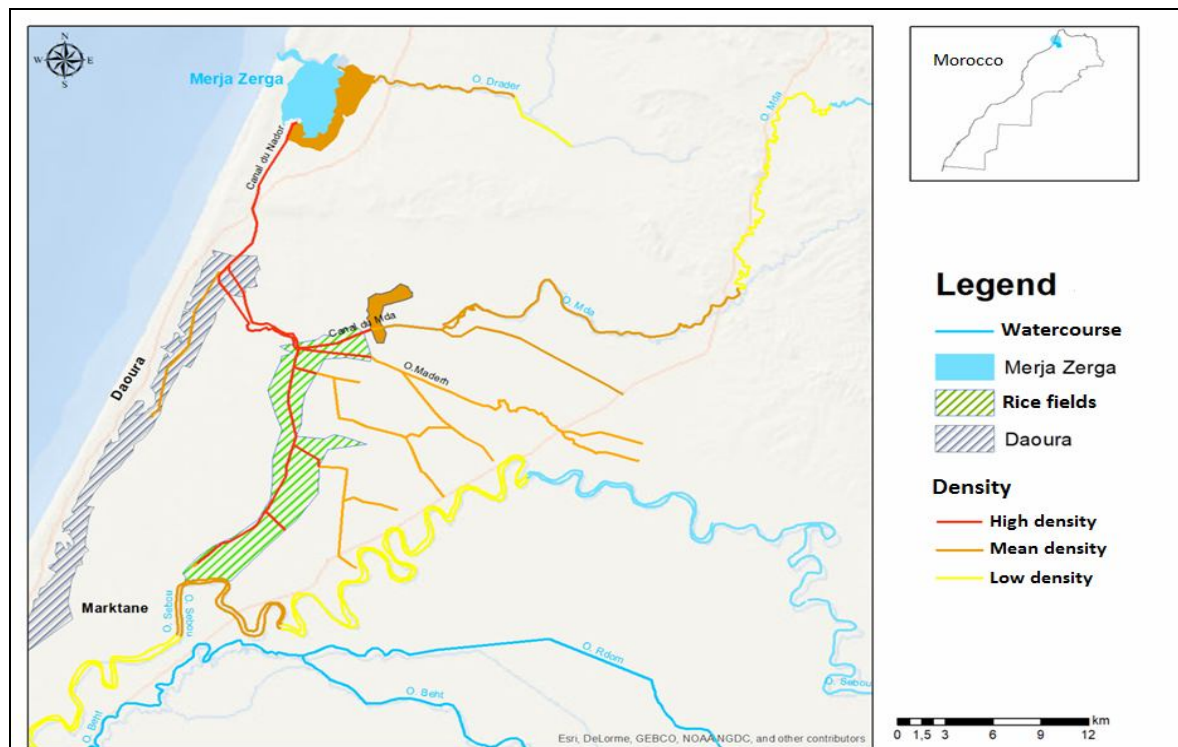 N
W
E
S
Merja Zerga
O. Drader
O. Mda
Canal du Nador
Canal du Mda
O. Mda
O.Maderh
Daoura
Marktane
O. Sebou
O. Sebou
O. Beht
O. Beht
O. Rdom
O. Sebou
Esri, DeLorme, GEBCO, NOAA NGDC, and other contributors
Morocco
Legend
Watercourse
Merja Zerga
Rice fields
Daoura
Density
High density
Mean density
Low density
km
0 1,5 3 6 9 12